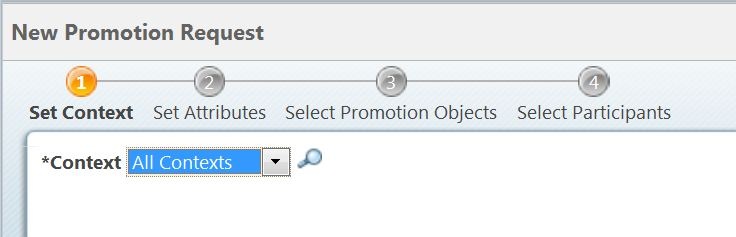 New Promotion Request
1 2 3 4
Set Context Set Attributes Select Promotion Objects Select Participants
*Context All Contexts